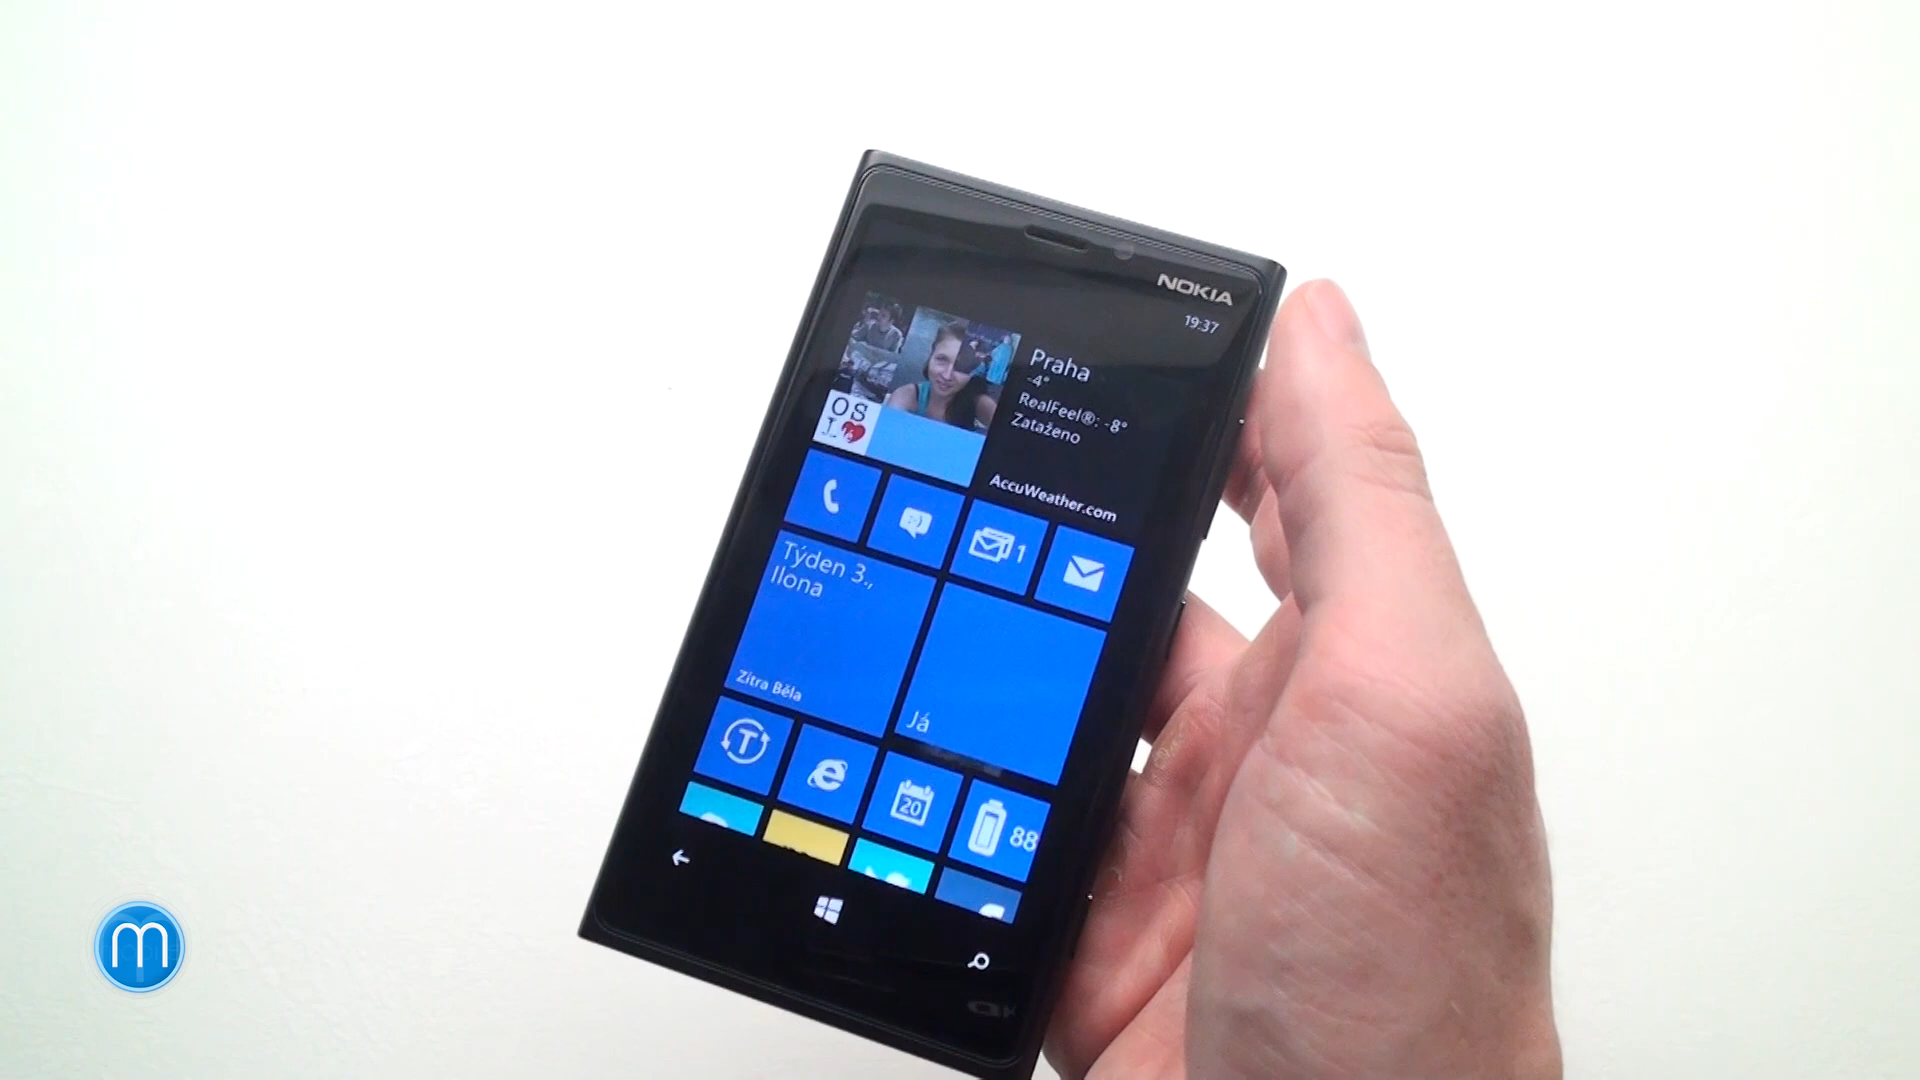 NOKIA
19:37
Praha
-4°
RealFeel®: -8°
Zataženo
AccuWeather.com
OS
1
Týden 3.,
Ilona
Zítra Běla
Já
T
20
88
m